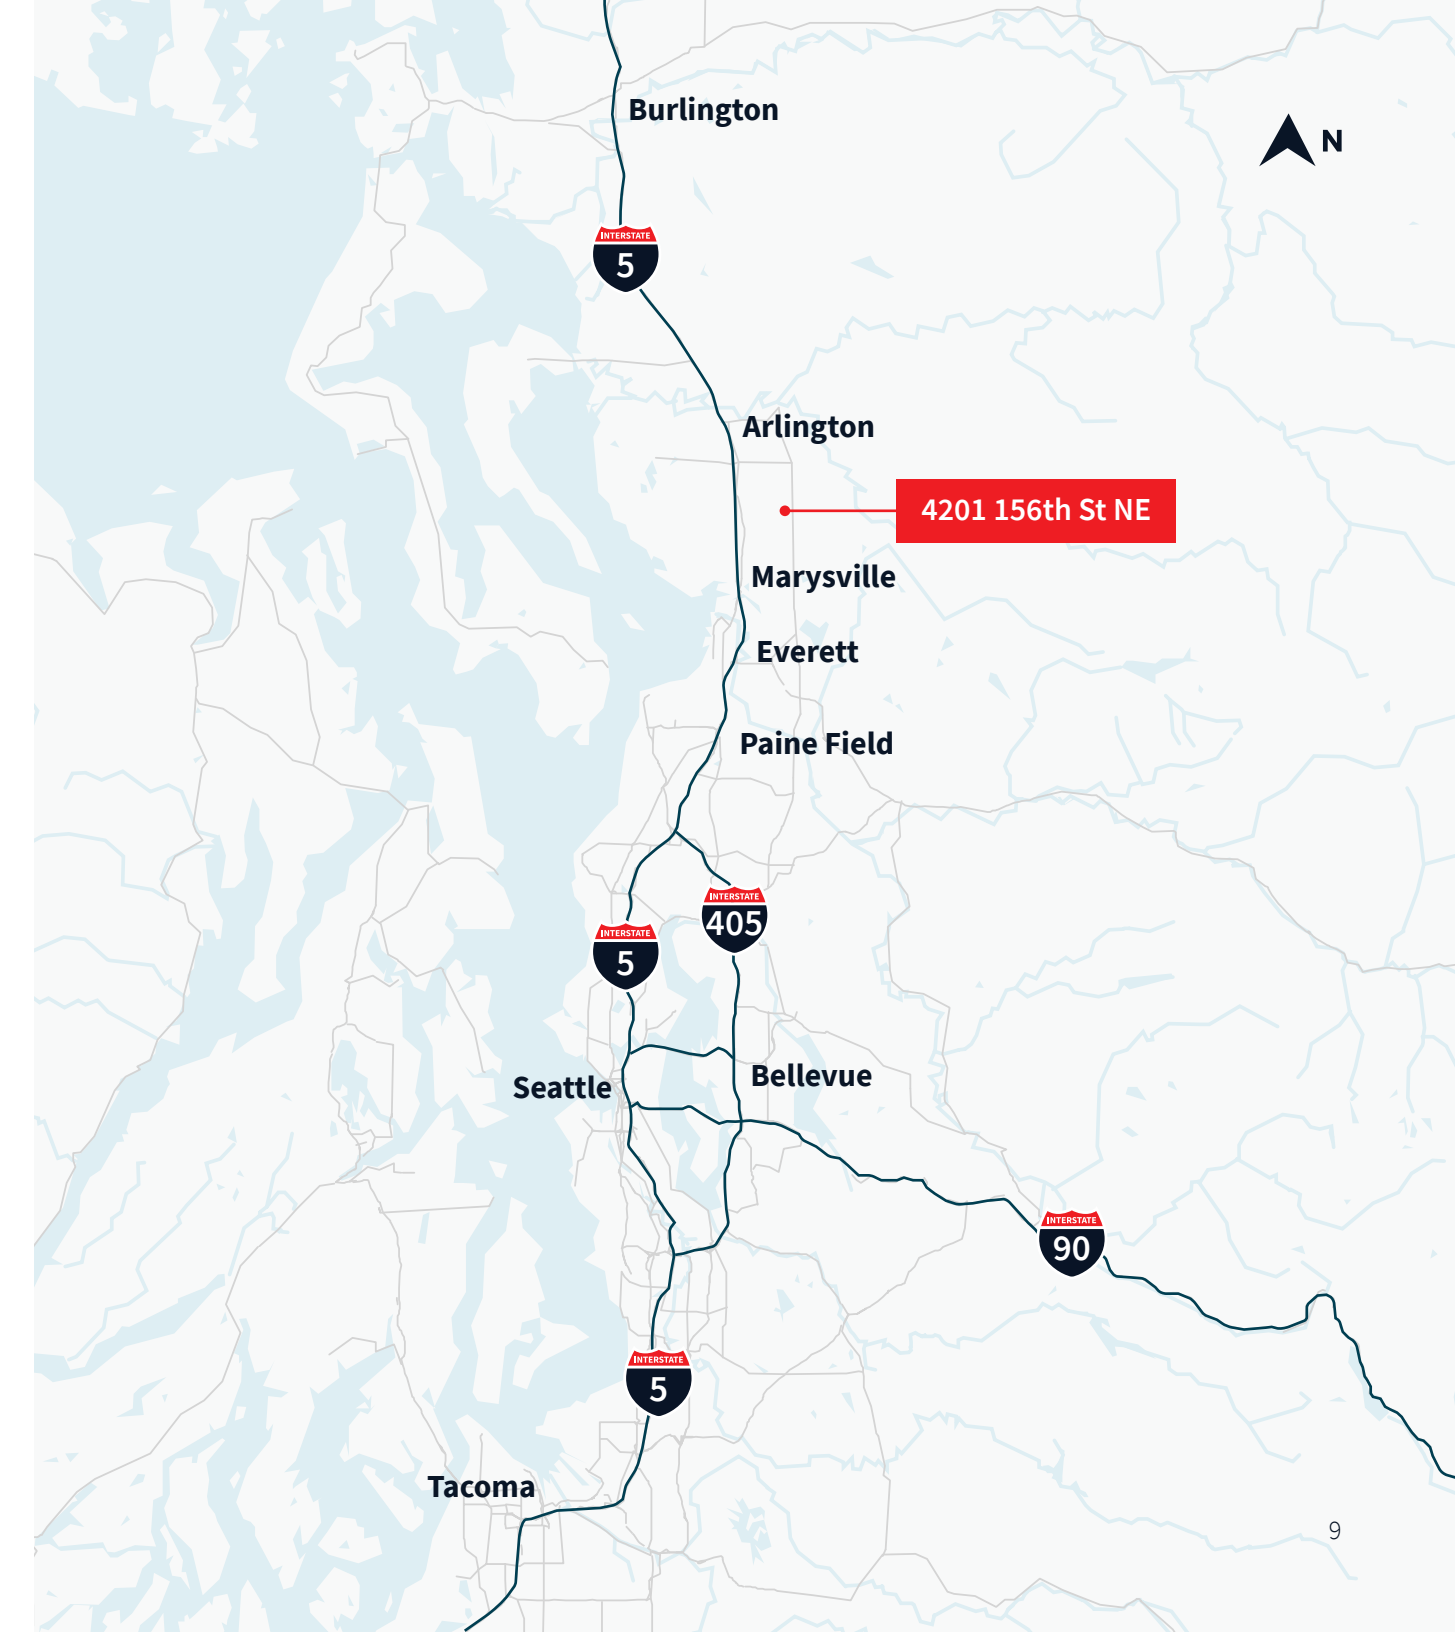 Burlington
N
INTERSTATE
5
Arlington
4201 156th St NE
Marysville
Everett
Paine Field
INTERSTATE
405
INTERSTATE
5
Bellevue
Seattle
INTERSTATE
90
INTERSTATE
5
Tacoma
9